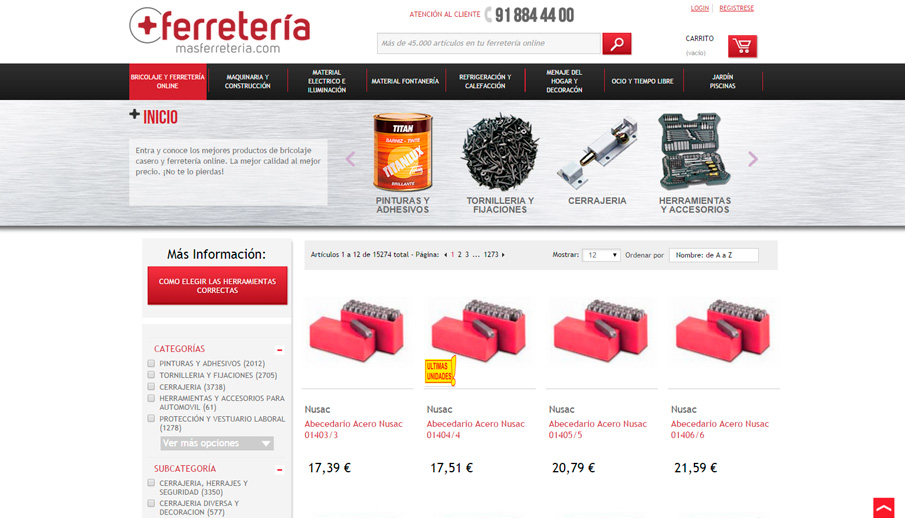 +ferretería
masferreteria.com
ATENCIÓN AL CLIENTE 91 884 44 00
LOGIN | REGISTRESE
Más de 45.000 artículos en tu ferretería online
CARRITO
(vacío)
BRICOLAJE Y FERRETERÍA
ONLINE
MAQUINARIA Y
CONSTRUCCIÓN
MATERIAL
ELECTRICO E
ILUMINACIÓN
MATERIAL FONTANERÍA
REFRIGERACIÓN Y
CALEFACCIÓN
MENAJE DEL
HOGAR Y
DECORACÓN
OCIO Y TIEMPO LIBRE
JARDÍN
PISCINAS
+ INICIO
Entra y conoce los mejores productos de bricolaje
casero y ferretería online. La mejor calidad al mejor
precio. ¡No te lo pierdas!
TITAN
BARNIZ - TINTE
TITANLUX
BRILLANTE
PINTURAS Y
ADHESIVOS
TORNILLERIA Y
FIJACIONES
CERRAJERIA
HERRAMIENTAS
Y ACCESORIOS
Más Información:
COMO ELEGIR LAS HERRAMIENTAS
CORRECTAS
Artículos 1 a 12 de 15274 total - Página: 1 2 3 ... 1273
Mostrar: 12
Ordenar por Nombre: de A a Z
CATEGORÍAS
PINTURAS Y ADHESIVOS (2012)
TORNILLERIA Y FIJACIONES (2705)
CERRAJERIA (3738)
HERRAMIENTAS Y ACCESORIOS PARA
AUTOMOVIL (61)
PROTECCIÓN Y VESTUARIO LABORAL
(1278)
Ver más opciones
SUBCATEGORÍA
CERRAJERIA, HERRAJES Y
SEGURIDAD (3350)
CERRAJERIA DIVERSA Y
DECORACION (577)
Nusac
Abecedario Acero Nusac
01403/3
17,39 €
ULTIMAS
UNIDADES
Nusac
Abecedario Acero Nusac
01404/4
17,51 €
Nusac
Abecedario Acero Nusac
01405/5
20,79 €
Nusac
Abecedario Acero Nusac
01406/6
21,59 €